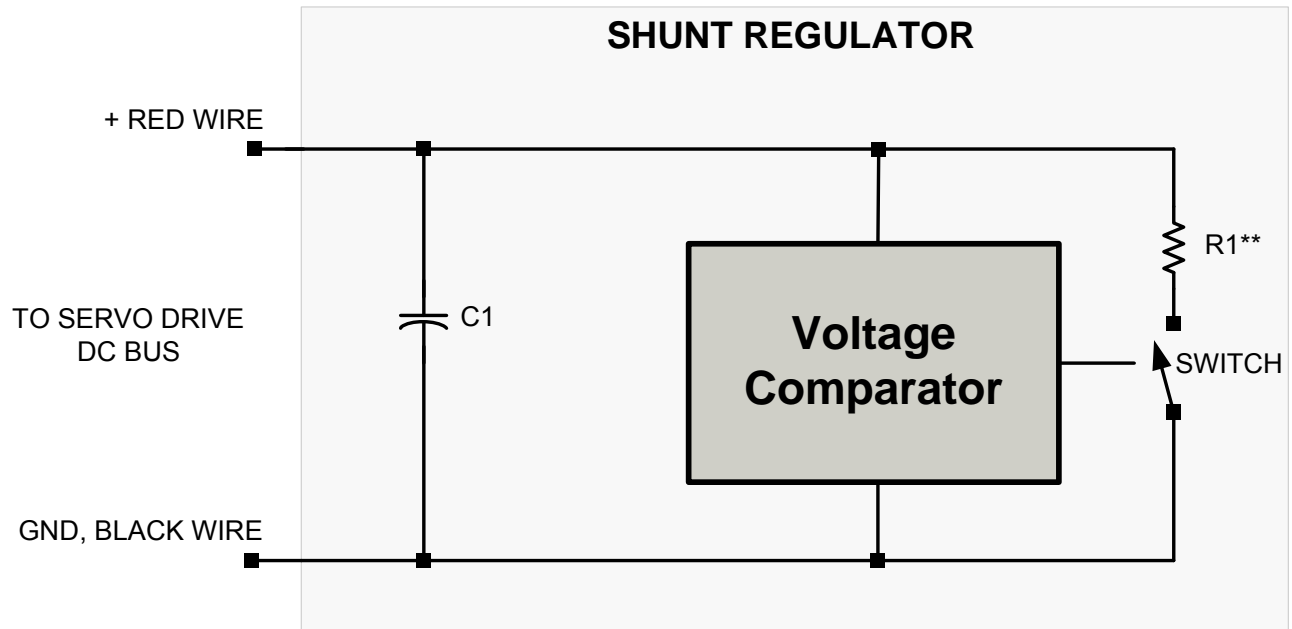 SHUNT REGULATOR
+ RED WIRE
R1**
C1
TO SERVO DRIVE
DC BUS
Voltage
Comparator
SWITCH
GND, BLACK WIRE